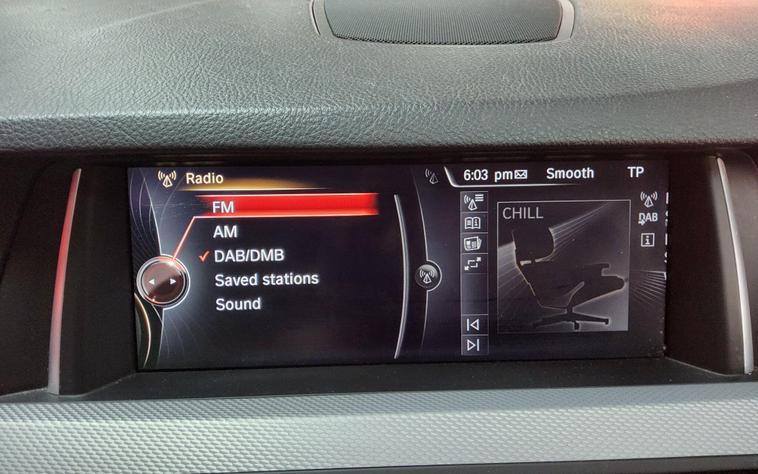 Radio
6:03 pm Smooth TP
FM
AM
DAB/DMB
Saved stations
Sound
CHILL
DAB